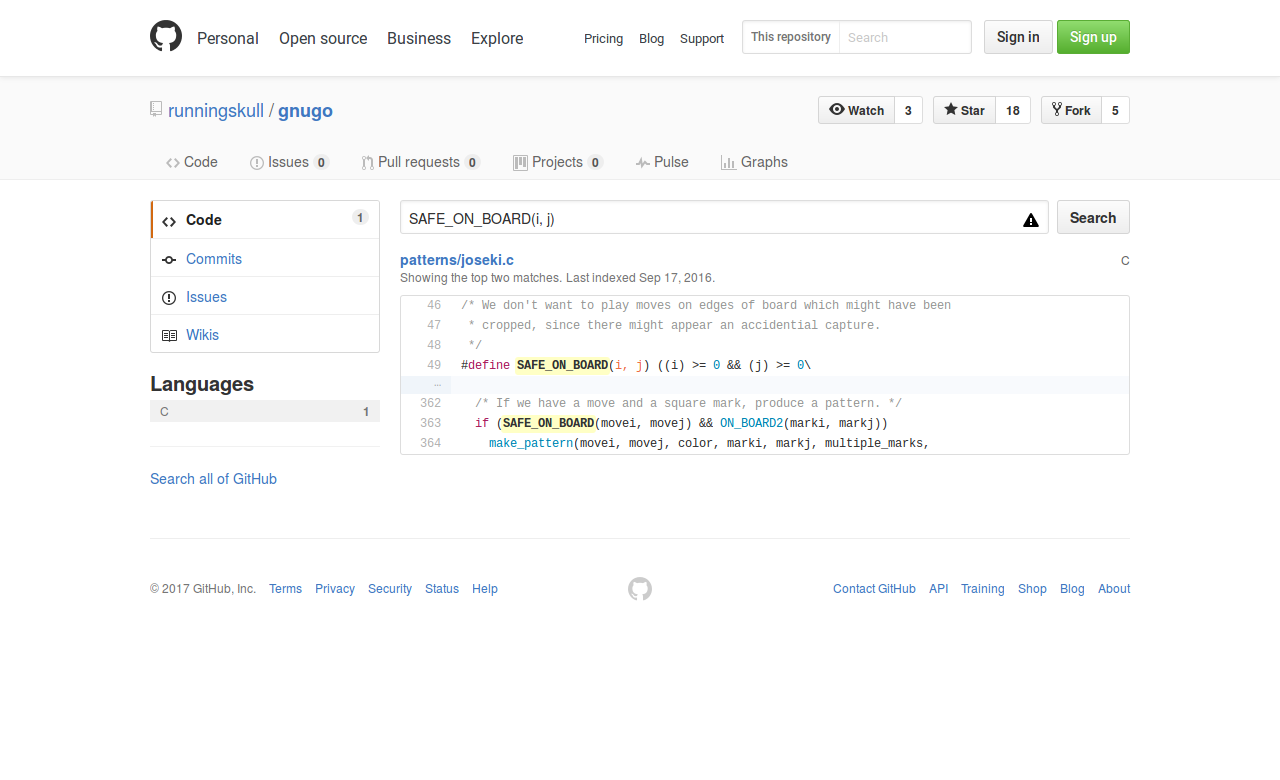 Personal Open source Business Explore Pricing Blog Support This repository Search Sign in Sign up
runningskull / gnugo Watch 3 Star 18 Fork 5
Code Issues 0 Pull requests 0 Projects 0 Pulse Graphs
Code 1
Commits
Issues
Wikis
Languages
C 1
Search all of GitHub
SAFE_ON_BOARD(i, j) Search
patterns/joseki.c C
Showing the top two matches. Last indexed Sep 17, 2016.
46 /* We don't want to play moves on edges of board which might have been
47 * cropped, since there might appear an accidential capture.
48 */
49 #define SAFE_ON_BOARD(i, j) ((i) >= 0 && (j) >= 0\
…
362 /* If we have a move and a square mark, produce a pattern. */
363 if (SAFE_ON_BOARD(movei, movej) && ON_BOARD2(marki, markj))
364 make_pattern(movei, movej, color, marki, markj, multiple_marks,
© 2017 GitHub, Inc. Terms Privacy Security Status Help Contact GitHub API Training Shop Blog About